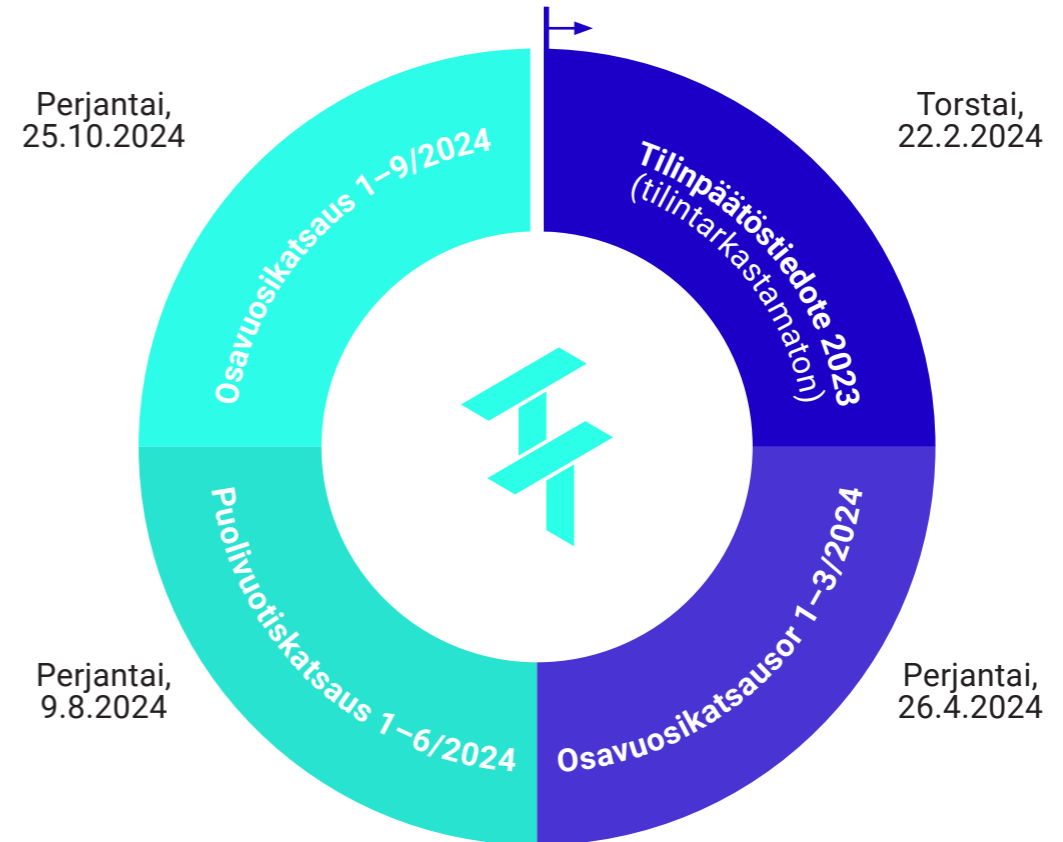 Torstai,
22.2.2024
Tilinpäätöstiedote 2023
(tilintarkastamaton)
Perjantai,
26.4.2024
Osavuosikatsausor 1–3/2024
Perjantai,
9.8.2024
Puolivuotiskatsaus 1–6/2024
Perjantai,
25.10.2024
Osavuosikatsaus 1–9/2024